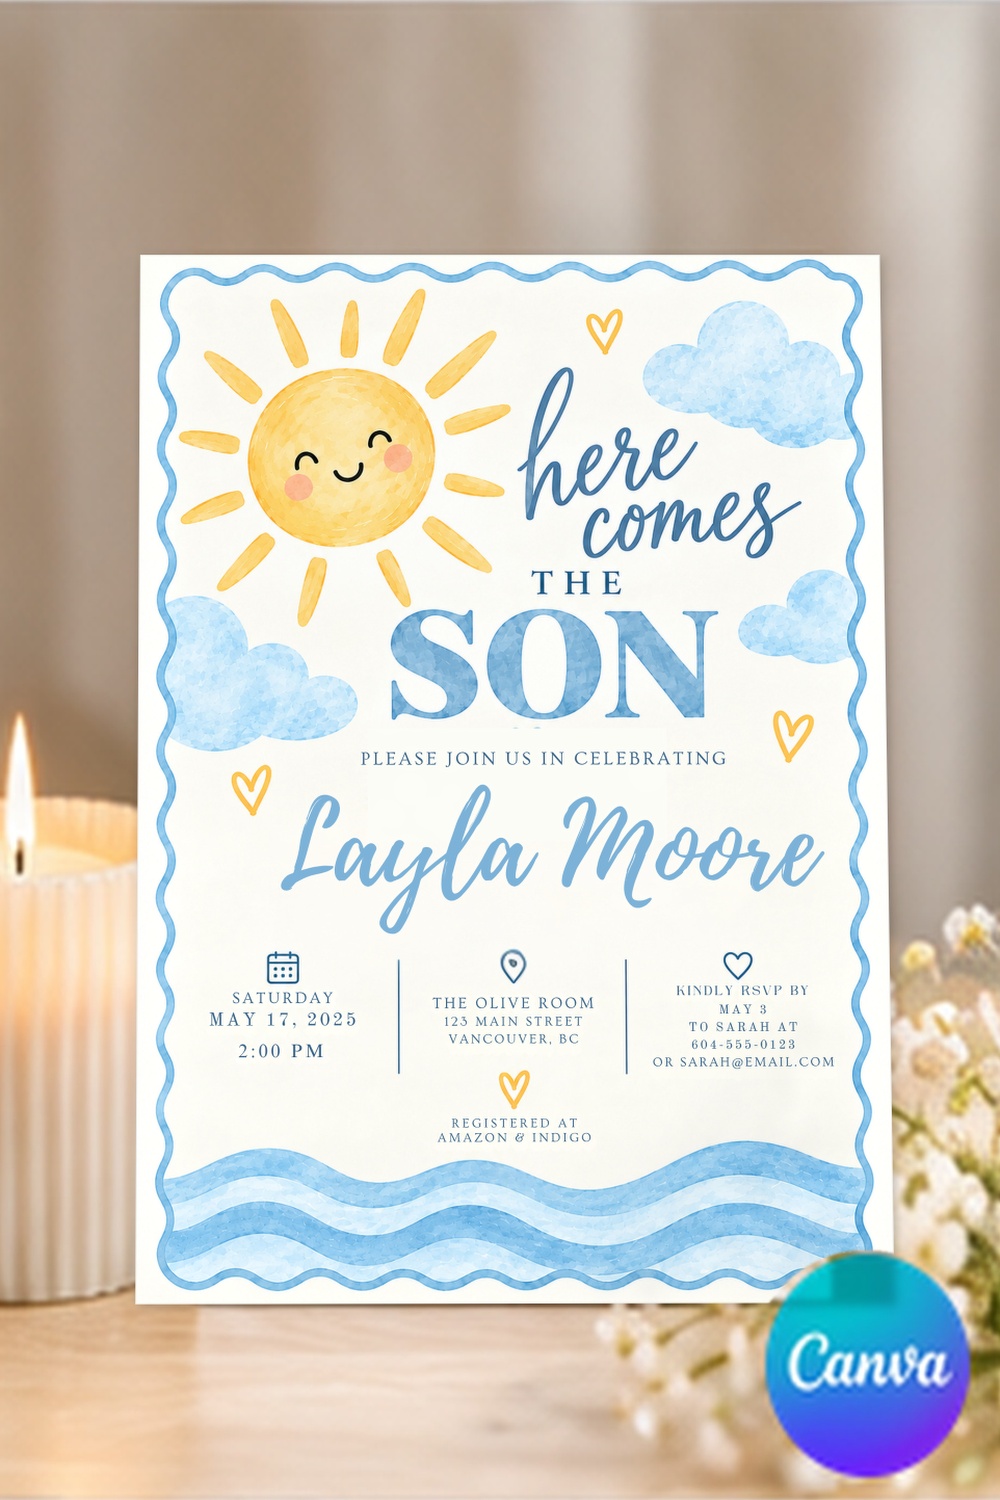 here
comes
THE
SON
PLEASE JOIN US IN CELEBRATING
Layla Moore
SATURDAY
MAY 17, 2025
2:00 PM
THE OLIVE ROOM
123 MAIN STREET
VANCOUVER, BC
KINDLY RSVP BY
MAY 3
TO SARAH AT
604-555-0123
OR SARAH@EMAIL.COM
REGISTERED AT
AMAZON & INDIGO
Canva